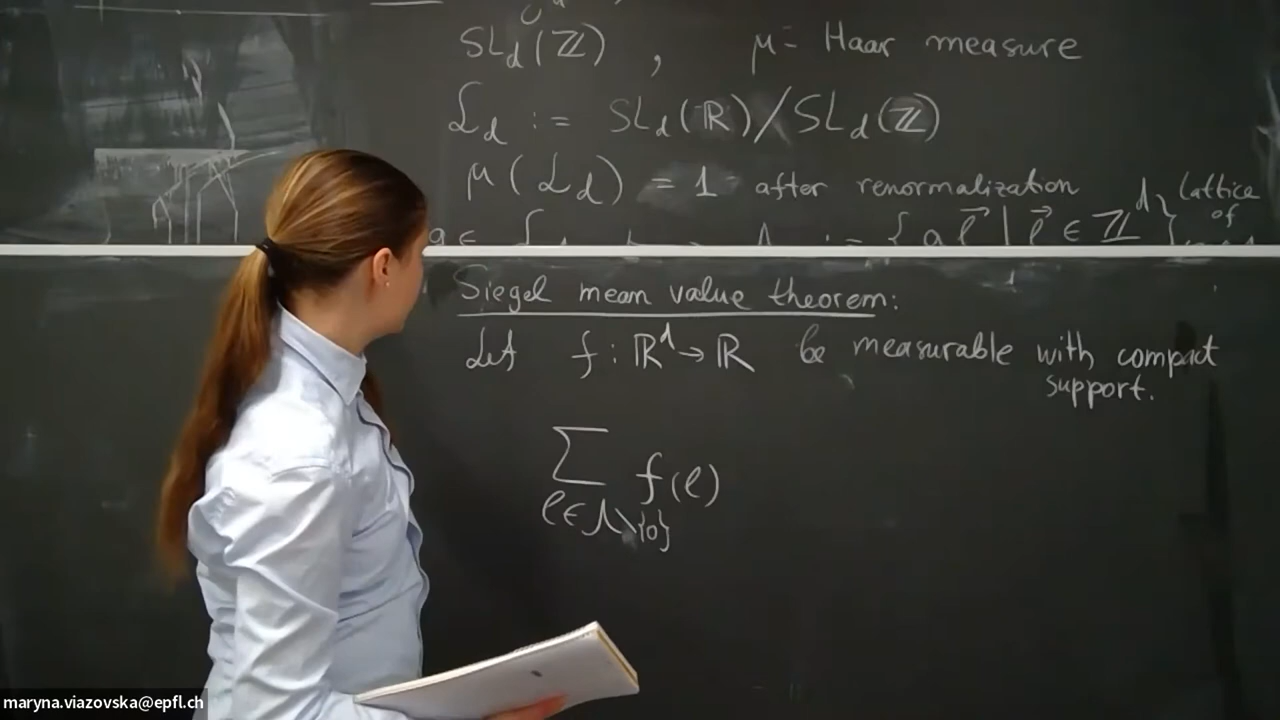 SL_d(ℤ) , μ = Haar measure
ℒ_d := SL_d(ℝ)/SL_d(ℤ)
μ(ℒ_d) = 1 after renormalization
:= {a ℓ⃗ | ℓ⃗ ∈ ℤ^d} lattice of
Siegel mean value theorem:
Let f : ℝ^d → ℝ be measurable with compact
support.
∑ f(ℓ)
ℓ∈Λ\{0}
maryna.viazovska@epfl.ch